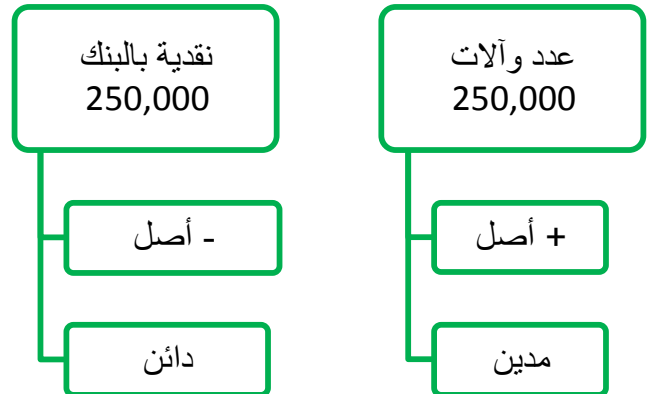 عدد وآلات
250,000
+ أصل
مدين
نقدية بالبنك
250,000
- أصل
دائن